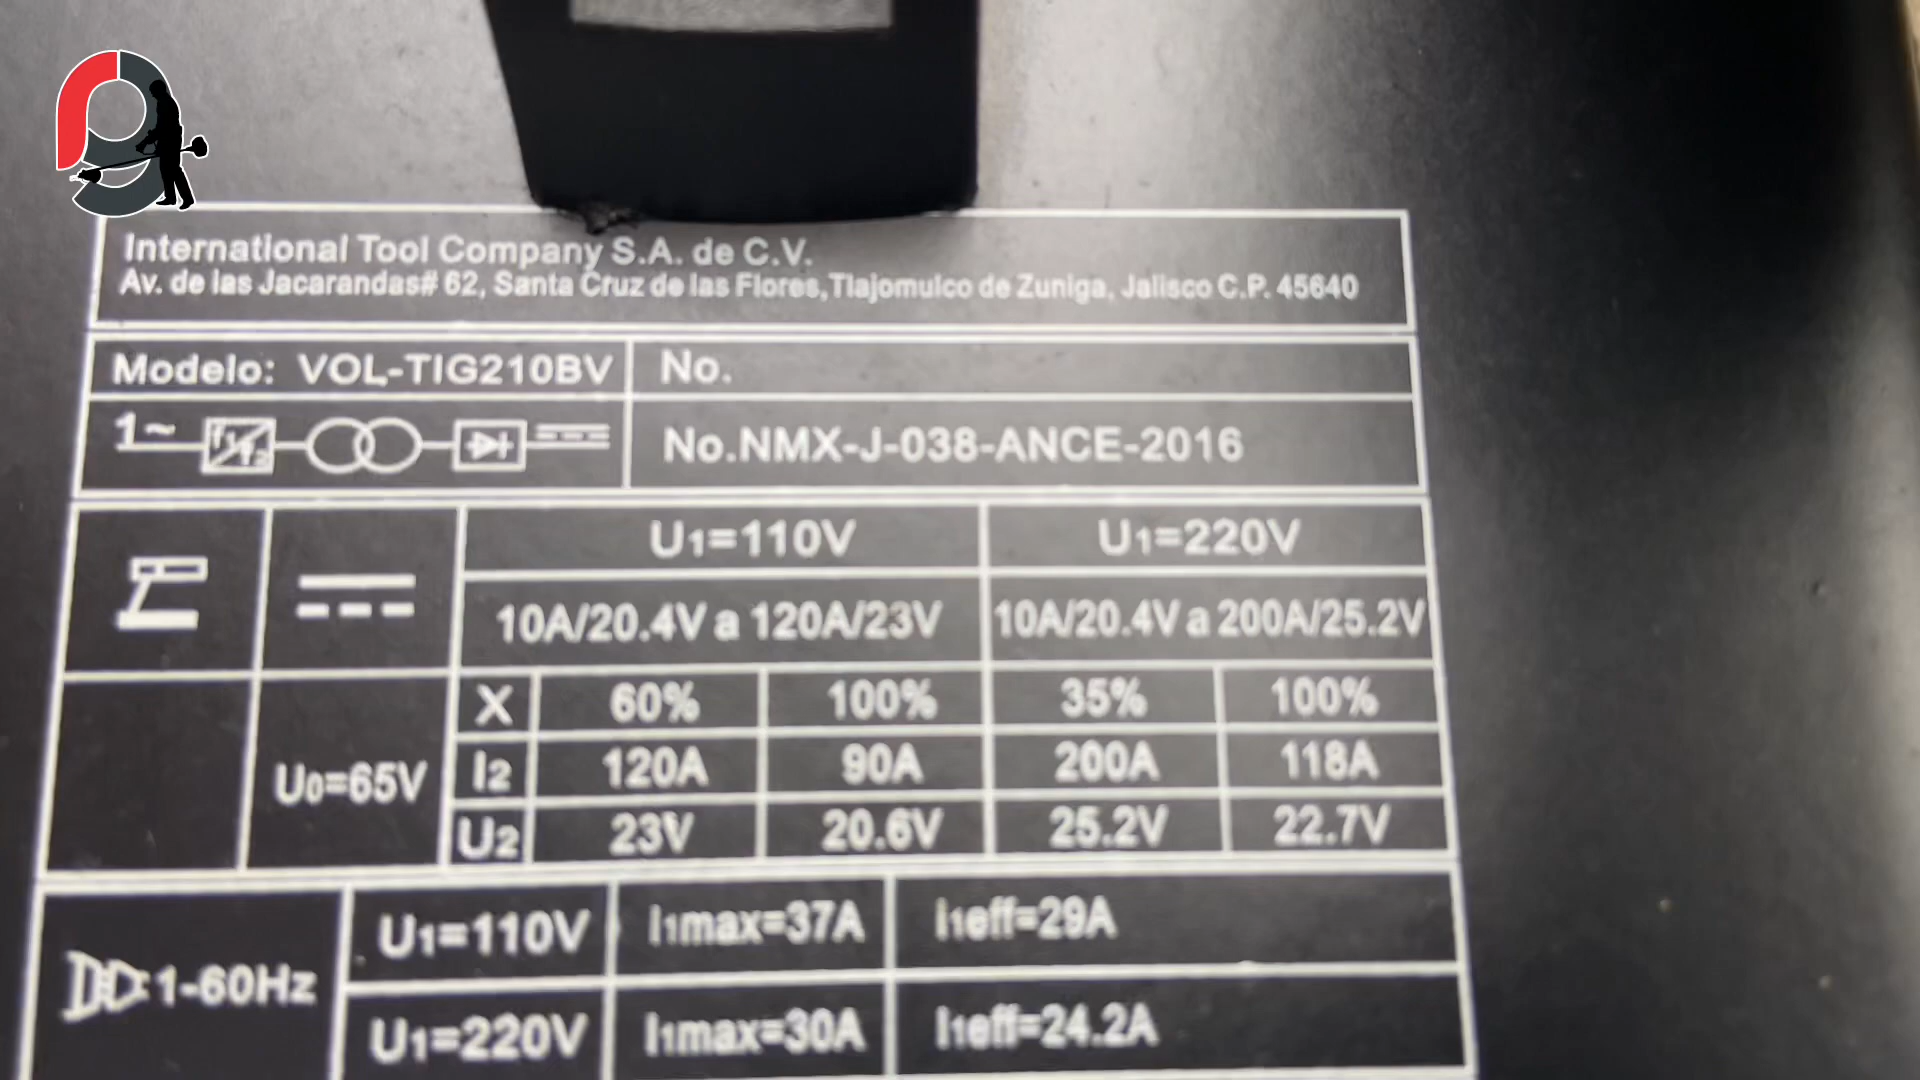 International Tool Company S.A. de C.V.
Av. de las Jacarandas# 62, Santa Cruz de las Flores,Tlajomulco de Zuniga, Jalisco C.P. 45640
Modelo: VOL-TIG210BV No.
1~ f1 f2 No.NMX-J-038-ANCE-2016
U1=110V U1=220V
10A/20.4V a 120A/23V 10A/20.4V a 200A/25.2V
X 60% 100% 35% 100%
U0=65V I2 120A 90A 200A 118A
U2 23V 20.6V 25.2V 22.7V
1-60Hz U1=110V I1max=37A I1eff=29A
U1=220V I1max=30A I1eff=24.2A